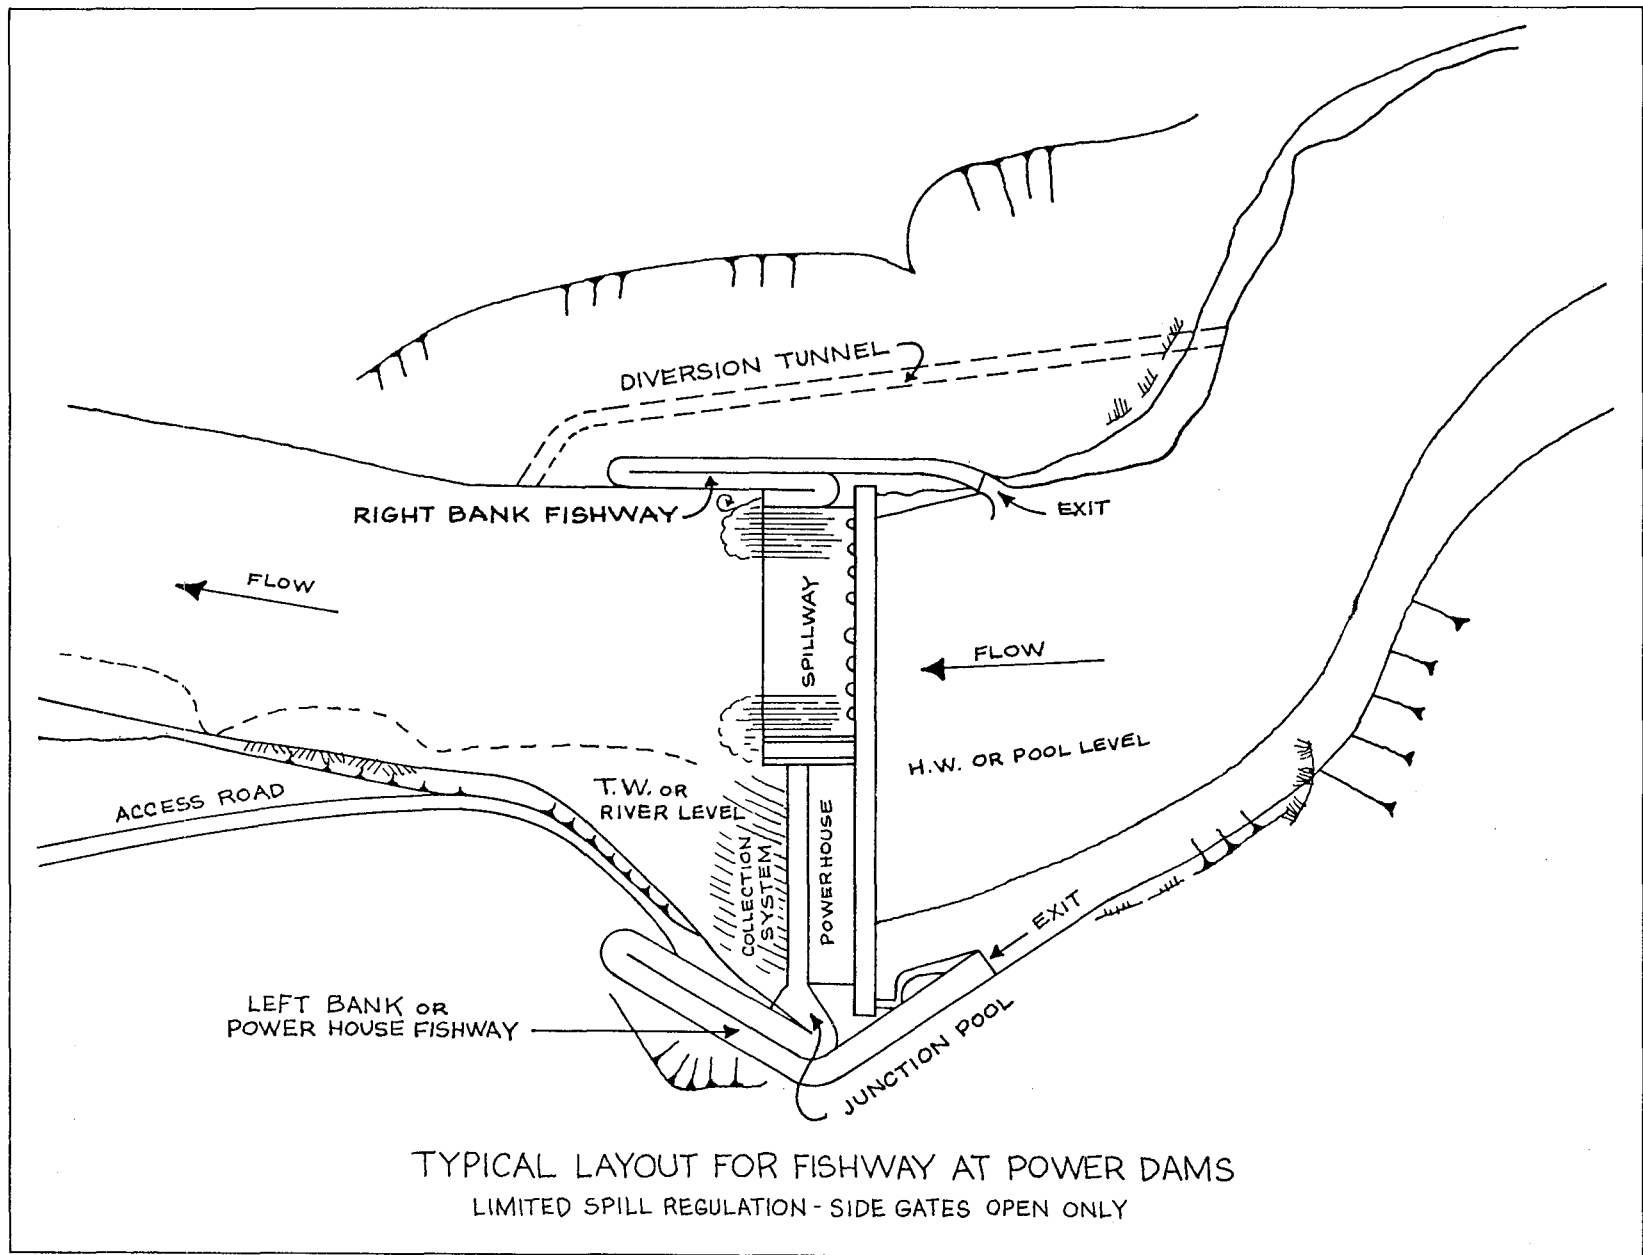 DIVERSION TUNNEL
RIGHT BANK FISHWAY
EXIT
FLOW
SPILLWAY
FLOW
H.W. OR POOL LEVEL
ACCESS ROAD
T.W. OR
RIVER LEVEL
COLLECTION
SYSTEM
POWERHOUSE
EXIT
LEFT BANK OR
POWER HOUSE FISHWAY
JUNCTION POOL
TYPICAL LAYOUT FOR FISHWAY AT POWER DAMS
LIMITED SPILL REGULATION - SIDE GATES OPEN ONLY